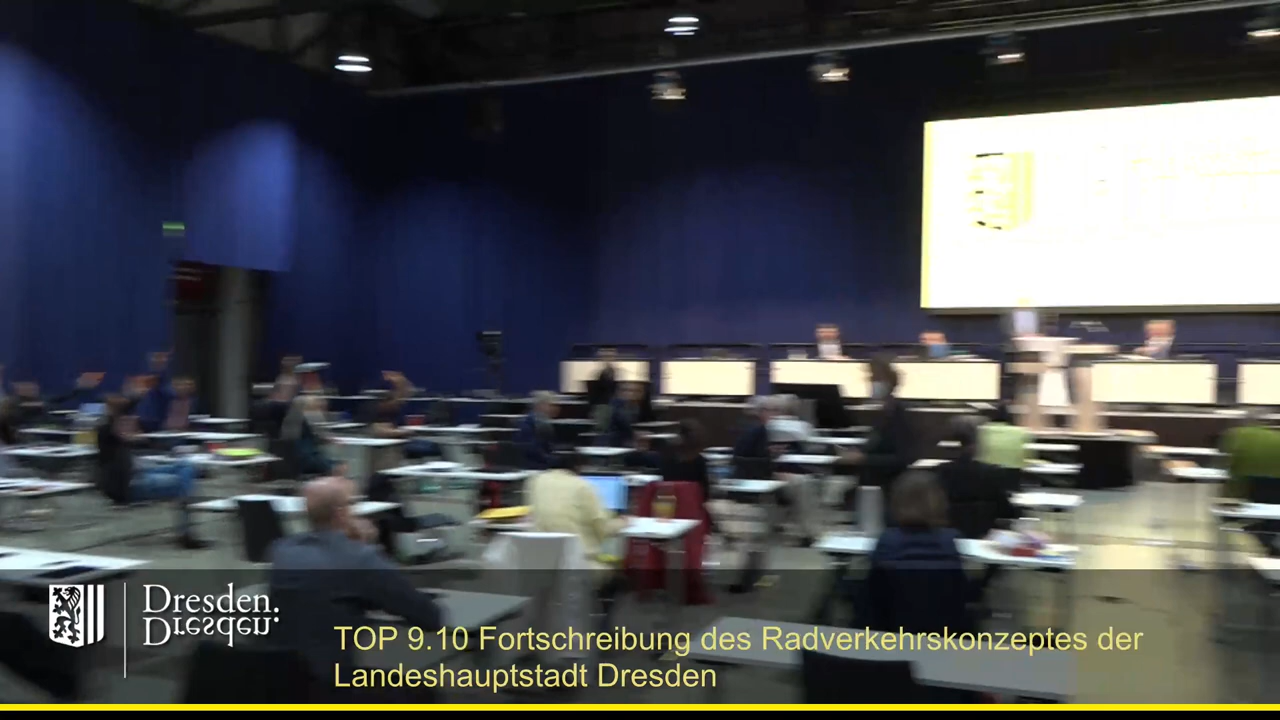 Dresden.
Dresden.
TOP 9.10 Fortschreibung des Radverkehrskonzeptes der
Landeshauptstadt Dresden